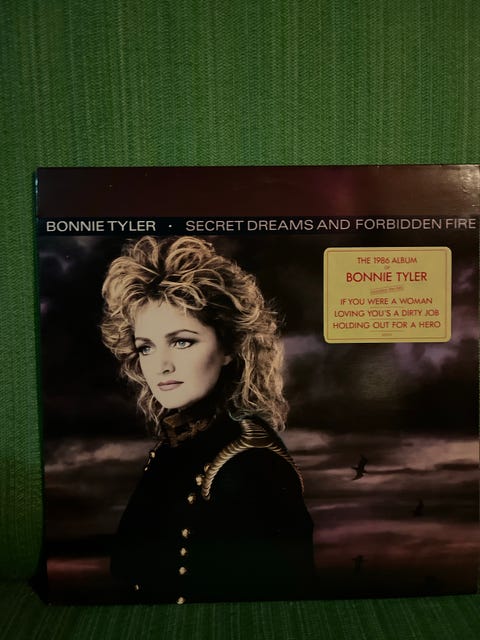 BONNIE TYLER · SECRET DREAMS AND FORBIDDEN FIRE
THE 1986 ALBUM
OF
BONNIE TYLER
IF YOU WERE A WOMAN
LOVING YOU'S A DIRTY JOB
HOLDING OUT FOR A HERO